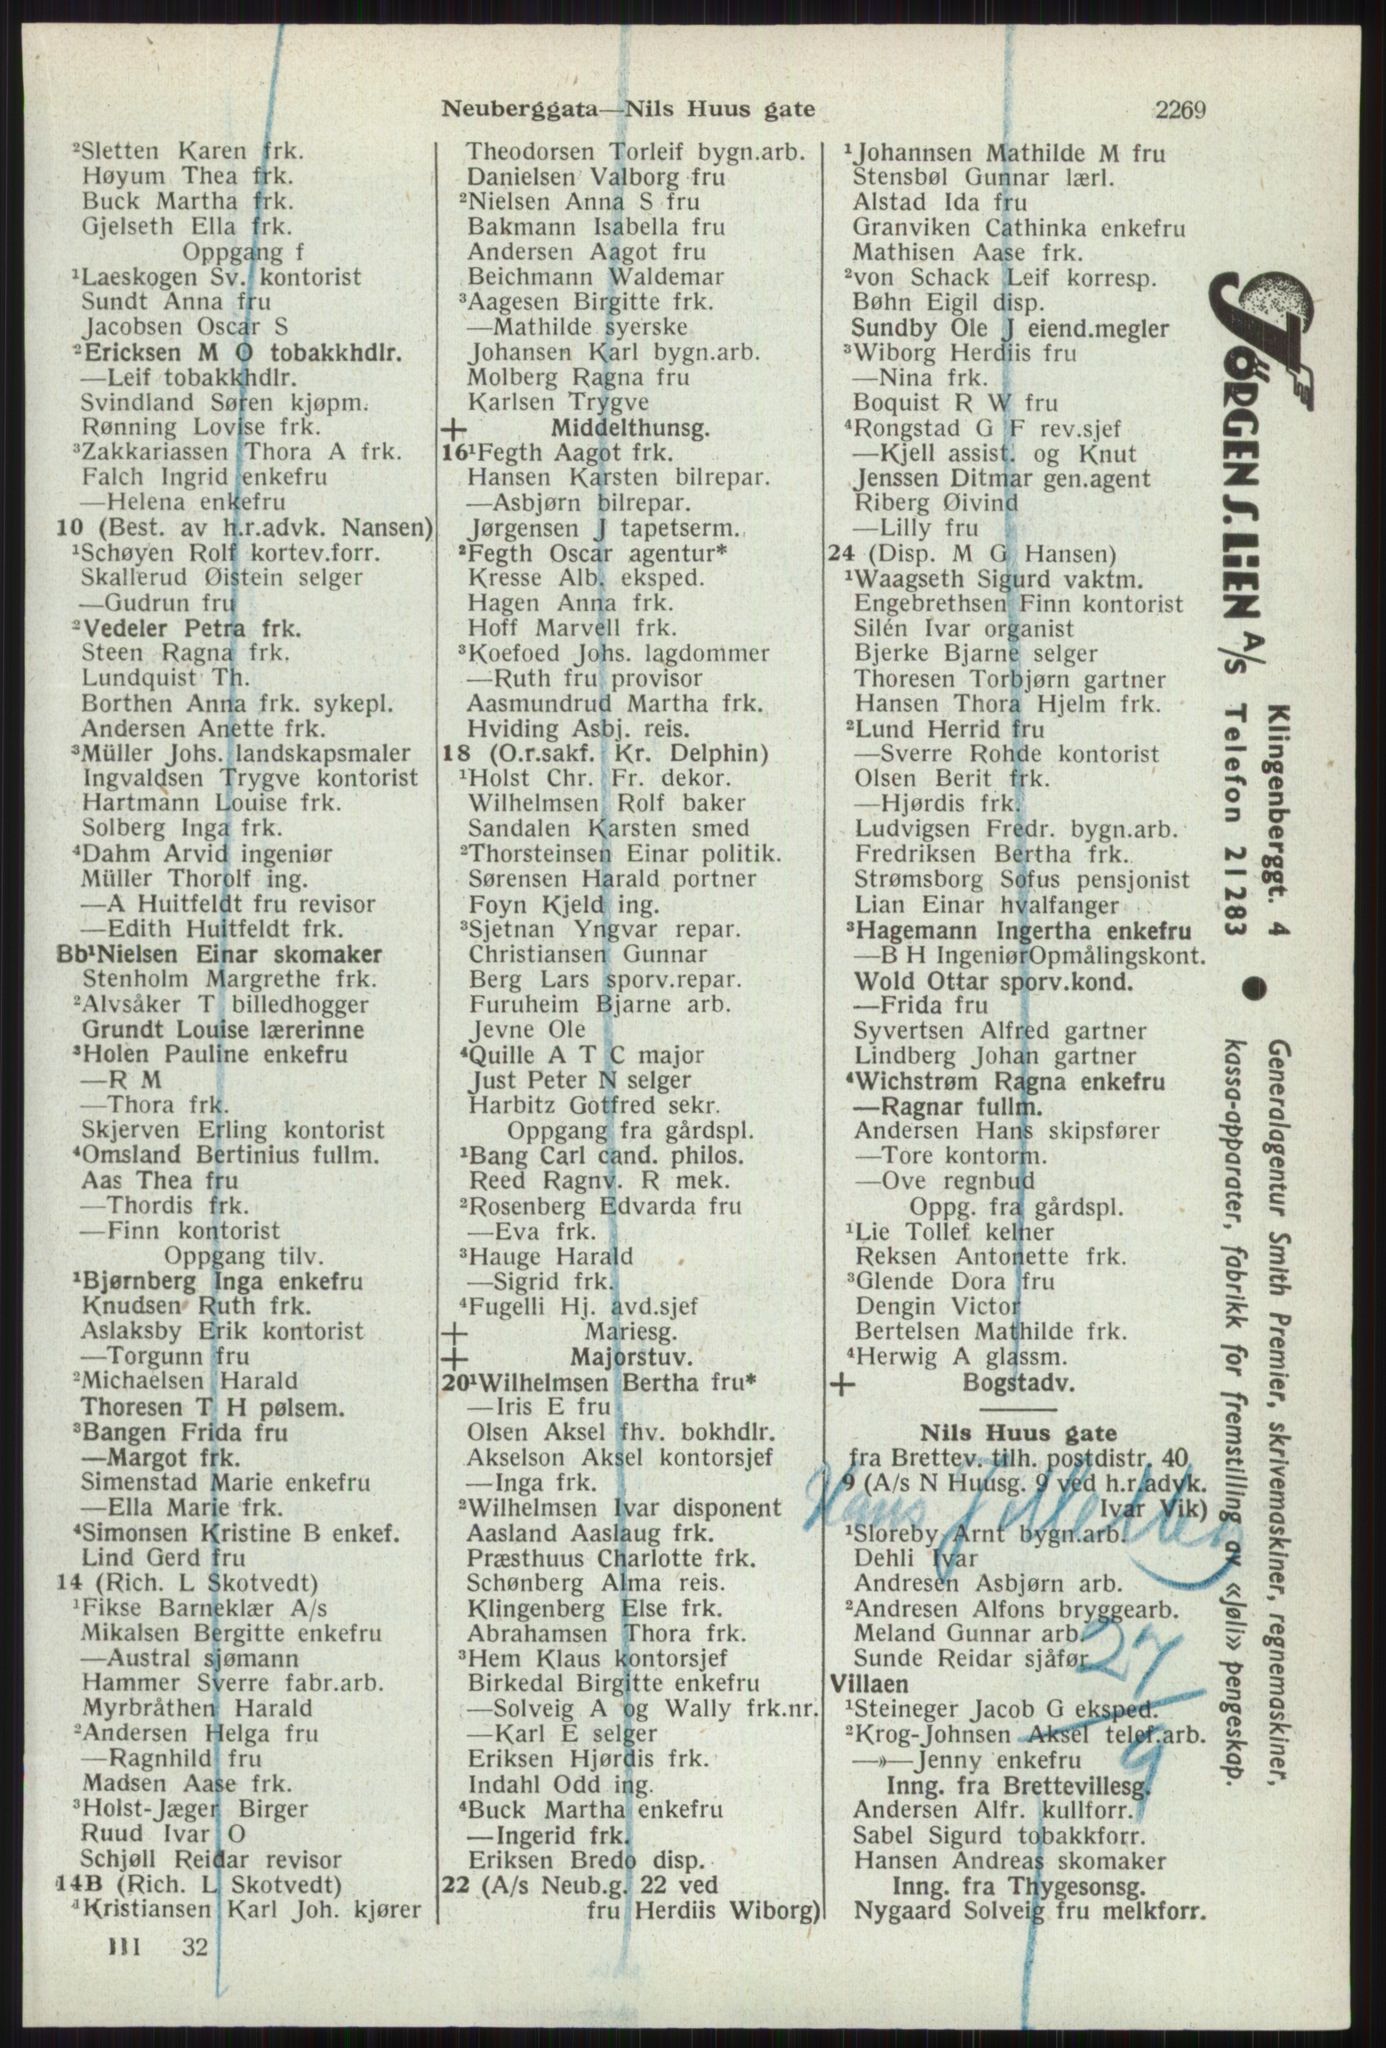 Neuberggata—Nils Huus gate
2269
²Sletten Karen frk.
Høyum Thea frk.
Buck Martha frk.
Gjelseth Ella frk.
Oppgang f
¹Laeskogen Sv. kontorist
Sundt Anna fru
Jacobsen Oscar S
²Ericksen M O tobakkhdlr.
—Leif tobakkhdlr.
Svindland Søren kjøpm.
Rønning Lovise frk.
³Zakkariassen Thora A frk.
Falch Ingrid enkefru
—Helena enkefru
10 (Best. av h.r.advk. Nansen)
¹Schøyen Rolf kortev.forr.
Skallerud Øistein selger
—Gudrun fru
²Vedeler Petra frk.
Steen Ragna frk.
Lundquist Th.
Borthen Anna frk. sykepl.
Andersen Anette frk.
³Müller Johs. landskapsmaler
Ingvaldsen Trygve kontorist
Hartmann Louise frk.
Solberg Inga frk.
⁴Dahm Arvid ingeniør
Müller Thorolf ing.
—A Huitfeldt fru revisor
—Edith Huitfeldt frk.
Bb¹Nielsen Einar skomaker
Stenholm Margrethe frk.
²Alvsåker T billedhogger
Grundt Louise lærerinne
³Holen Pauline enkefru
—R M
—Thora frk.
Skjerven Erling kontorist
⁴Omsland Bertinius fullm.
Aas Thea fru
—Thordis frk.
—Finn kontorist
Oppgang tilv.
¹Bjørnberg Inga enkefru
Knudsen Ruth frk.
Aslaksby Erik kontorist
—Torgunn fru
²Michaelsen Harald
Thoresen T H pølsem.
³Bangen Frida fru
—Margot frk.
Simenstad Marie enkefru
—Ella Marie frk.
⁴Simonsen Kristine B enkef.
Lind Gerd fru
14 (Rich. L Skotvedt)
¹Fikse Barneklær A/s
Mikalsen Bergitte enkefru
—Austral sjømann
Hammer Sverre fabr.arb.
Myrbråthen Harald
²Andersen Helga fru
—Ragnhild fru
Madsen Aase frk.
³Holst-Jæger Birger
Ruud Ivar O
Schjøll Reidar revisor
14B (Rich. L Skotvedt)
¹Kristiansen Karl Joh. kjører
III 32
Theodorsen Torleif bygn.arb.
Danielsen Valborg fru
²Nielsen Anna S fru
Bakmann Isabella fru
Andersen Aagot fru
Beichmann Waldemar
³Aagesen Birgitte frk.
—Mathilde syerske
Johansen Karl bygn.arb.
Molberg Ragna fru
Karlsen Trygve
+ Middelthunsg.
16¹Fegth Aagot frk.
Hansen Karsten bilrepar.
—Asbjørn bilrepar.
Jørgensen J tapetserm.
²Fegth Oscar agentur*
Kresse Alb. eksped.
Hagen Anna frk.
Hoff Marvell frk.
³Koefoed Johs. lagdommer
—Ruth fru provisor
Aasmundrud Martha frk.
Hviding Asbj. reis.
18 (O.r.sakf. Kr. Delphin)
¹Holst Chr. Fr. dekor.
Wilhelmsen Rolf baker
Sandalen Karsten smed
²Thorsteinsen Einar politik.
Sørensen Harald portner
Foyn Kjeld ing.
³Sjetnan Yngvar repar.
Christiansen Gunnar
Berg Lars sporv.repar.
Furuheim Bjarne arb.
Jevne Ole
⁴Quille A T C major
Just Peter N selger
Harbitz Gotfred sekr.
Oppgang fra gårdspl.
¹Bang Carl cand. philos.
Reed Ragnv. R mek.
²Rosenberg Edvarda fru
—Eva frk.
³Hauge Harald
—Sigrid frk.
⁴Fugelli Hj. avd.sjef
+ Mariesg.
+ Majorstuv.
20¹Wilhelmsen Bertha fru*
—Iris E fru
Olsen Aksel fhv. bokhdlr.
Akselson Aksel kontorsjef
—Inga frk.
²Wilhelmsen Ivar disponent
Aasland Aaslaug frk.
Præsthuus Charlotte frk.
Schønberg Alma reis.
Klingenberg Else frk.
Abrahamsen Thora frk.
³Hem Klaus kontorsjef
Birkedal Birgitte enkefru
—Solveig A og Wally frk.nr.
—Karl E selger
Eriksen Hjørdis frk.
Indahl Odd ing.
⁴Buck Martha enkefru
—Ingerid frk.
Eriksen Bredo disp.
22 (A/s Neub.g. 22 ved
fru Herdiis Wiborg)
¹Johannsen Mathilde M fru
Stensbøl Gunnar lærl.
Alstad Ida fru
Granviken Cathinka enkefru
Mathisen Aase frk.
²von Schack Leif korresp.
Bøhn Eigil disp.
Sundby Ole J eiend.megler
³Wiborg Herdiis fru
—Nina frk.
Boquist R W fru
⁴Rongstad G F rev.sjef
—Kjell assist. og Knut
Jenssen Ditmar gen.agent
Riberg Øivind
—Lilly fru
24 (Disp. M G Hansen)
¹Waagseth Sigurd vaktm.
Engebrethsen Finn kontorist
Silén Ivar organist
Bjerke Bjarne selger
Thoresen Torbjørn gartner
Hansen Thora Hjelm frk.
²Lund Herrid fru
—Sverre Rohde kontorist
Olsen Berit frk.
—Hjørdis frk.
Ludvigsen Fredr. bygn.arb.
Fredriksen Bertha frk.
Strømsborg Sofus pensjonist
Lian Einar hvalfanger
³Hagemann Ingertha enkefru
—B H IngeniørOpmålingskont.
Wold Ottar sporv.kond.
—Frida fru
Syvertsen Alfred gartner
Lindberg Johan gartner
⁴Wichstrøm Ragna enkefru
—Ragnar fullm.
Andersen Hans skipsfører
—Tore kontorm.
—Ove regnbud
Oppg. fra gårdspl.
¹Lie Tollef kelner
Reksen Antonette frk.
³Glende Dora fru
Dengin Victor
Bertelsen Mathilde frk.
⁴Herwig A glassm.
+ Bogstadv.
Nils Huus gate
fra Brettev. tilh. postdistr. 40
9 (A/s N Huusg. 9 ved h.r.advk.
Ivar Vik)
Hans
¹Sloreby Arnt bygn.arb.
Dehli Ivar
Andresen Asbjørn arb.
²Andresen Alfons bryggearb.
Meland Gunnar arb.
Sunde Reidar sjåfør
27
9
Villaen
¹Steineger Jacob G eksped.
²Krog-Johnsen Aksel telef.arb.
—»—Jenny enkefru
Inng. fra Brettevillesg.
Andersen Alfr. kullforr.
Sabel Sigurd tobakkforr.
Hansen Andreas skomaker
Inng. fra Thygesonsg.
Nygaard Solveig fru melkforr.
JÖRGEN S. LIEN A/S
Klingenberggt. 4
Telefon 21283
●
Generalagentur Smith Premier, skrivemaskiner, regnemaskiner,
kassa-apparater, fabrikk for fremstilling av «Jøli» pengeskap.